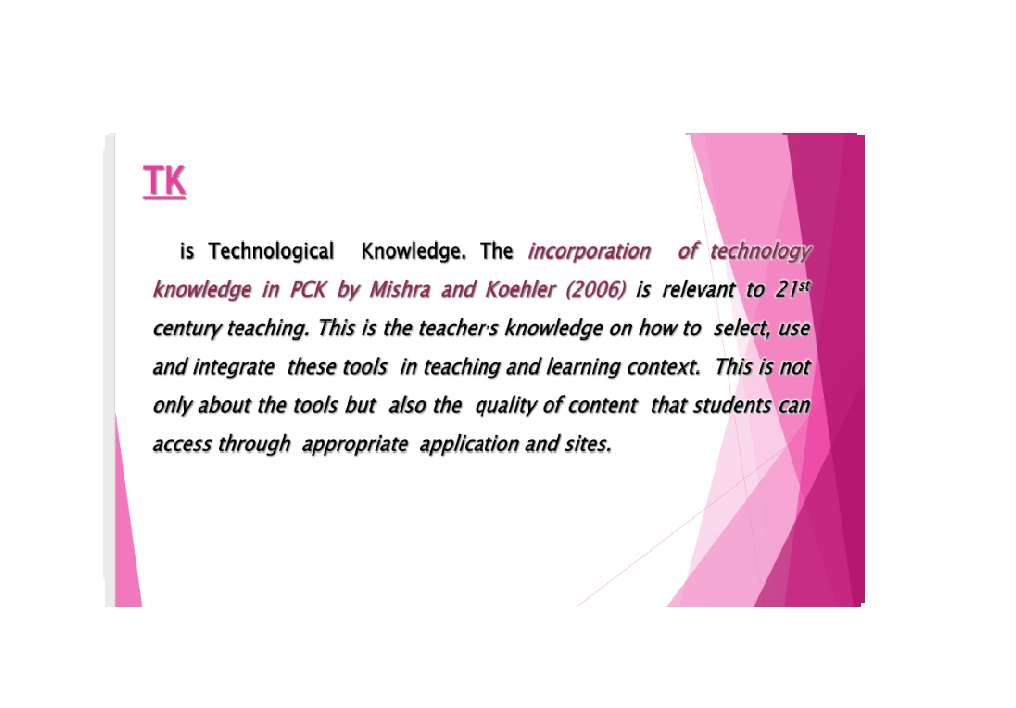 TK
is Technological Knowledge. The incorporation of technology
knowledge in PCK by Mishra and Koehler (2006) is relevant to 21st
century teaching. This is the teacher's knowledge on how to select, use
and integrate these tools in teaching and learning context. This is not
only about the tools but also the quality of content that students can
access through appropriate application and sites.